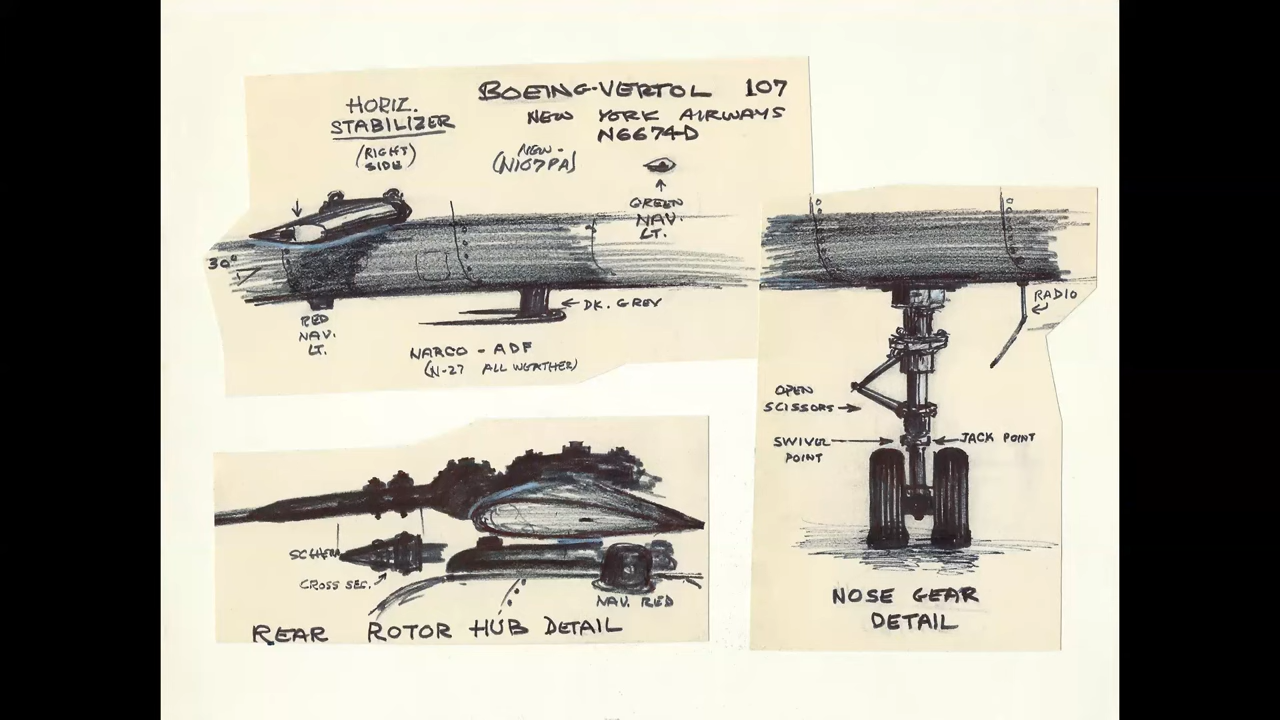 BOEING-VERTOL 107
NEW YORK AIRWAYS
N6674D
NEW-
(N107PA)
HORIZ.
STABILIZER
(RIGHT
SIDE)
GREEN
NAV.
LT.
30°
RED
NAV.
LT.
DK. GREY
NARCO - ADF
(N-27 ALL WEATHER)
RADIO
OPEN
SCISSORS
SWIVEL
POINT
JACK POINT
NOSE GEAR
DETAIL
CROSS SEC.
NAV. RED
REAR ROTOR HUB DETAIL